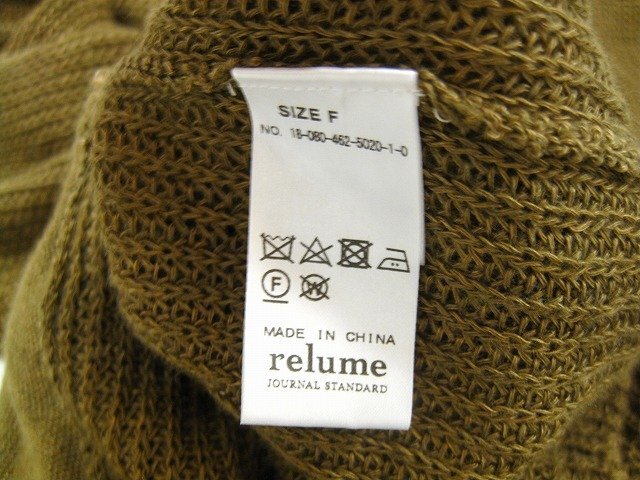 SIZE F
NO. 18-080-462-5020-1-0
F W
MADE IN CHINA
relume
JOURNAL STANDARD